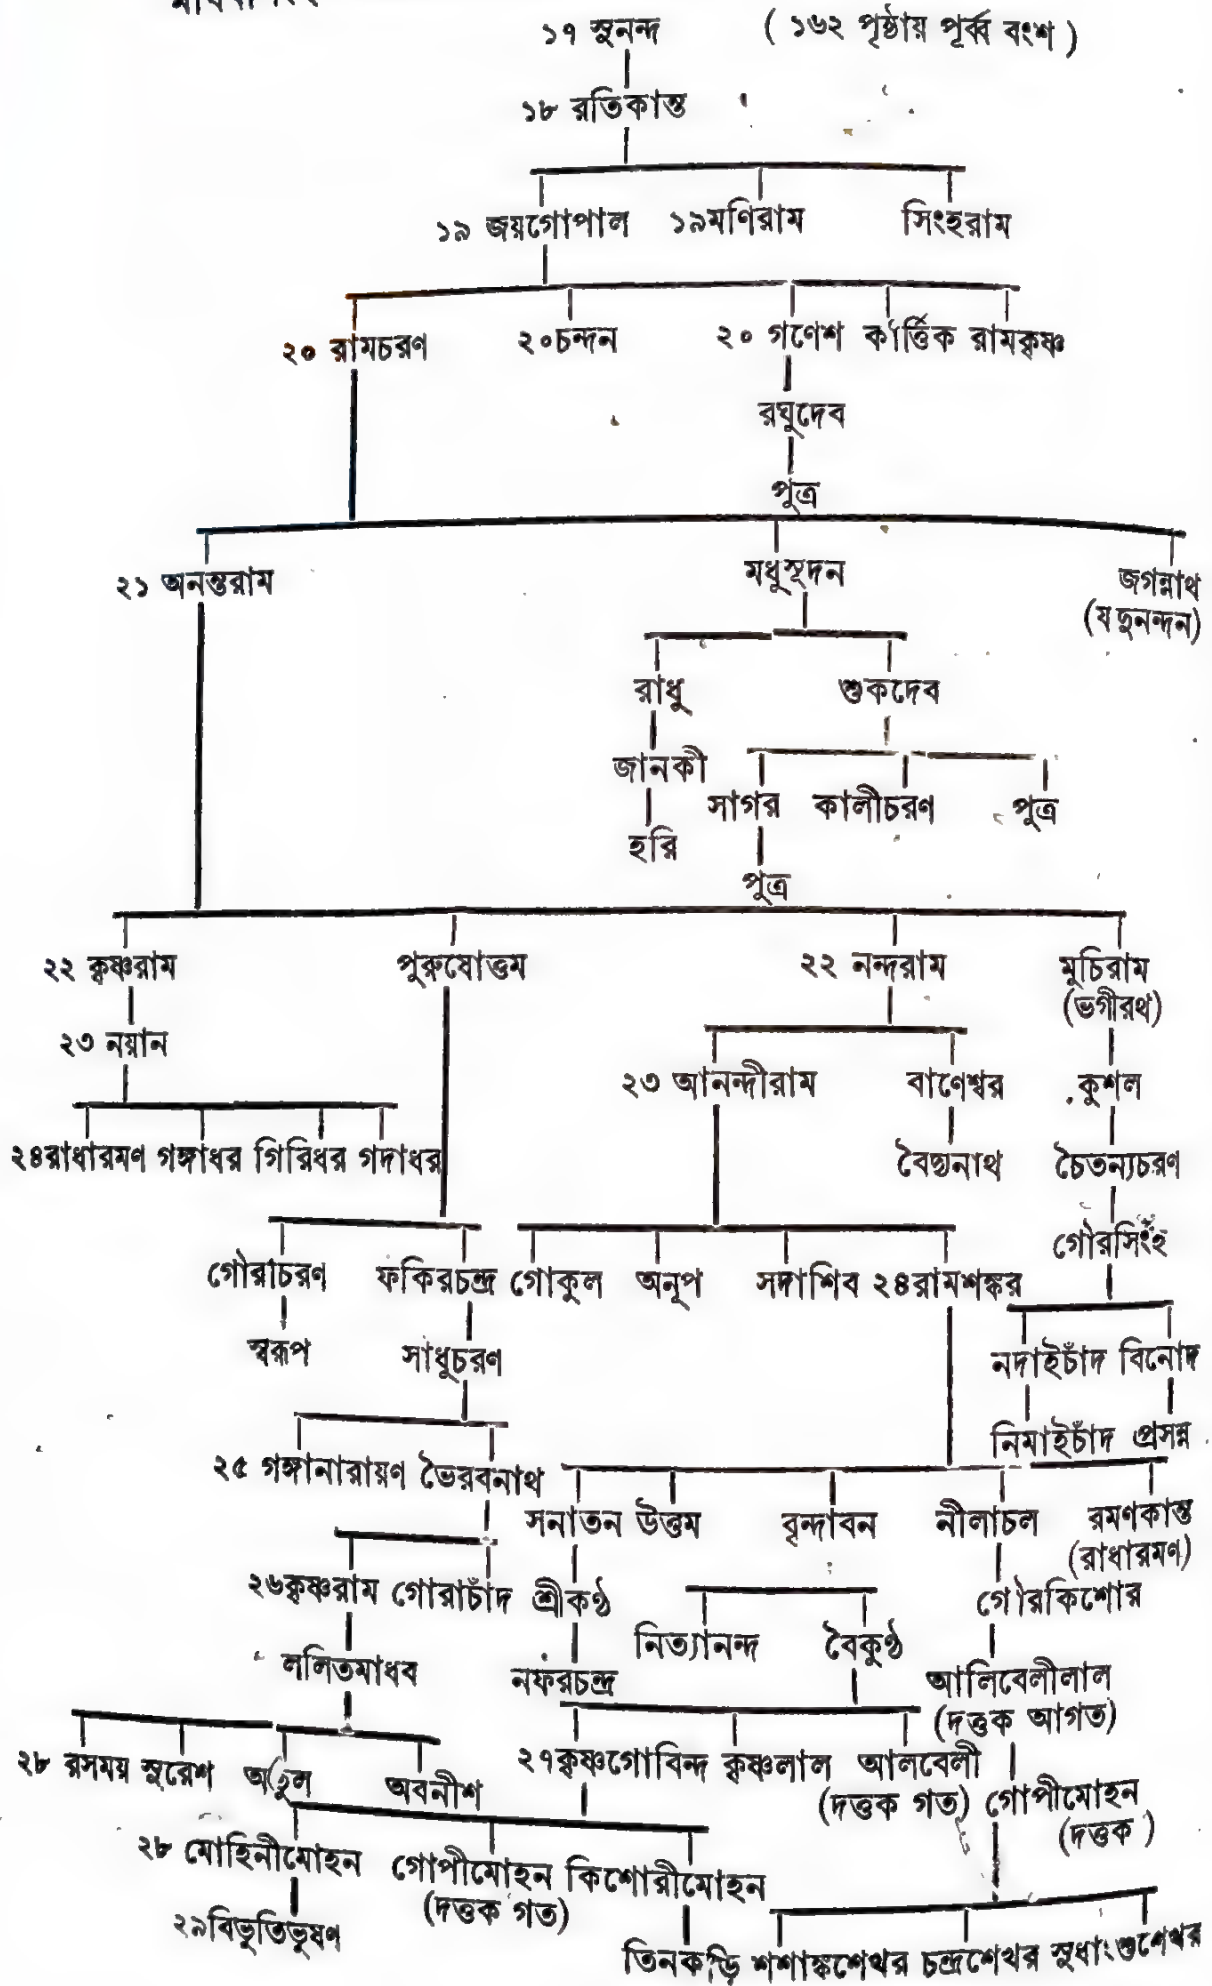 ১৭ সুনন্দ ( ১৬২ পৃষ্ঠায় পূর্ব্ব বংশ )
১৮ রতিকান্ত
১৯ জয়গোপাল ১৯মণিরাম সিংহরাম
২০ রামচরণ ২০চন্দন ২০ গণেশ কার্ত্তিক রামকৃষ্ণ
রঘুদেব
পুত্র
২১ অনন্তরাম মধুসূদন জগন্নাথ
(যদুনন্দন)
রাধু শুকদেব
জানকী
সাগর কালীচরণ পুত্র
হরি
পুত্র
২২ কৃষ্ণরাম পুরুষোত্তম ২২ নন্দরাম মুচিরাম
(ভগীরথ)
২৩ নয়ান
২৩ আনন্দীরাম বাণেশ্বর কুশল
২৪রাধারমণ গঙ্গাধর গিরিধর গদাধর বৈদ্যনাথ চৈতন্যচরণ
গৌরসিংহ
গৌরাচরণ ফকিরচন্দ্র গোকুল অনূপ সদাশিব ২৪রামশঙ্কর
স্বরূপ সাধুচরণ নদাইচাঁদ বিনোদ
নিমাইচাঁদ প্রসন্ন
২৫ গঙ্গানারায়ণ ভৈরবনাথ
সনাতন উত্তম বৃন্দাবন নীলাচল রমণকান্ত
(রাধারমণ)
২৬কৃষ্ণরাম গোরাচাঁদ শ্রীকণ্ঠ গৌরকিশোর
নিত্যানন্দ বৈকুণ্ঠ
ললিতমাধব নফরচন্দ্র আলিবেলীলাল
(দত্তক আগত)
২৮ রসময় সুরেশ অতুল অবনীশ ২৭কৃষ্ণগোবিন্দ কৃষ্ণলাল আলবেলী
(দত্তক গত) গোপীমোহন
(দত্তক )
২৮ মোহিনীমোহন গোপীমোহন কিশোরীমোহন
(দত্তক গত)
২৯বিভূতিভূষণ
তিনকড়ি শশাঙ্কশেখর চন্দ্রশেখর সুধাংশুশেখর